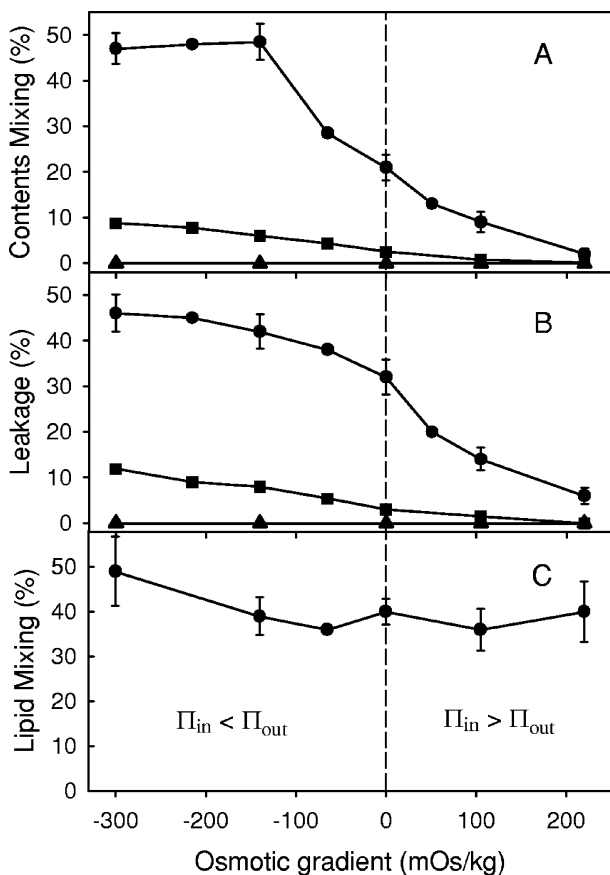 Contents Mixing (%)
50
40
30
20
10
0
A
Leakage (%)
50
40
30
20
10
0
B
Lipid Mixing (%)
50
40
30
20
10
0
C
Πin < Πout
Πin > Πout
-300 -200 -100 0 100 200
Osmotic gradient (mOs/kg)